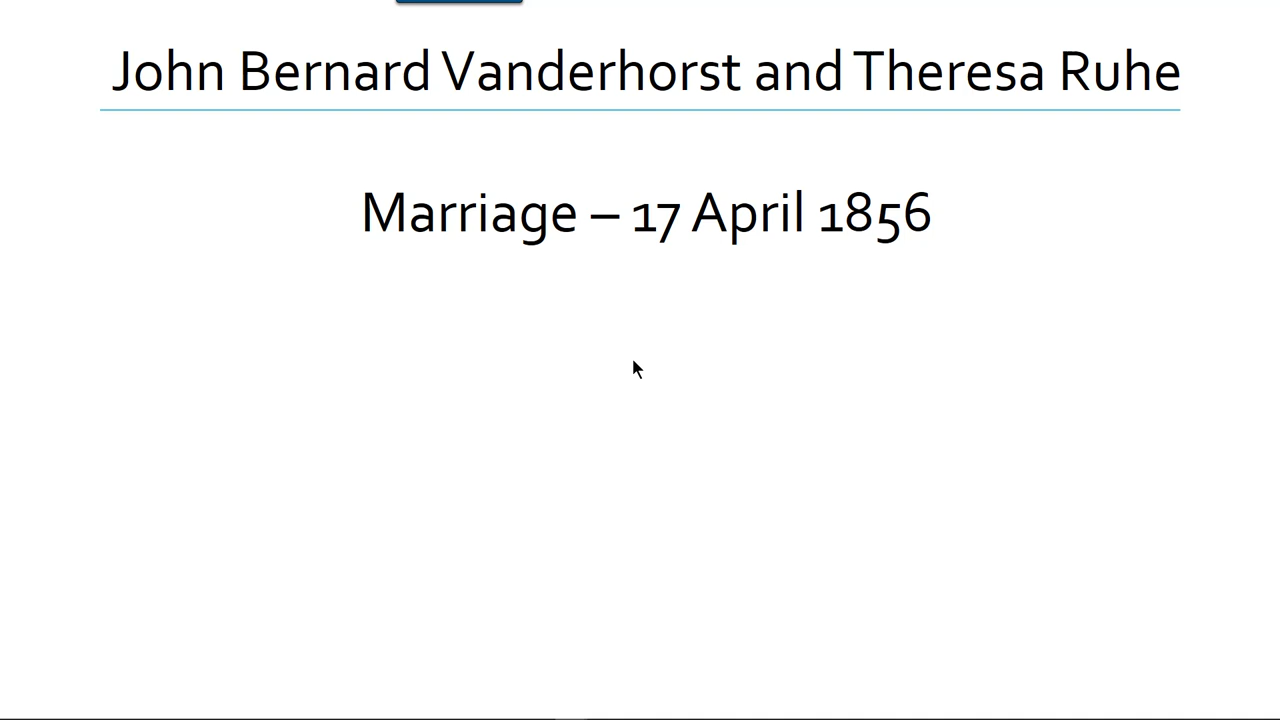 John Bernard Vanderhorst and Theresa Ruhe
Marriage – 17 April 1856